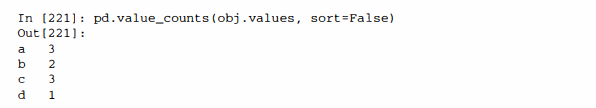 In [221]: pd.value_counts(obj.values, sort=False)
Out[221]:
a    3
b    2
c    3
d    1